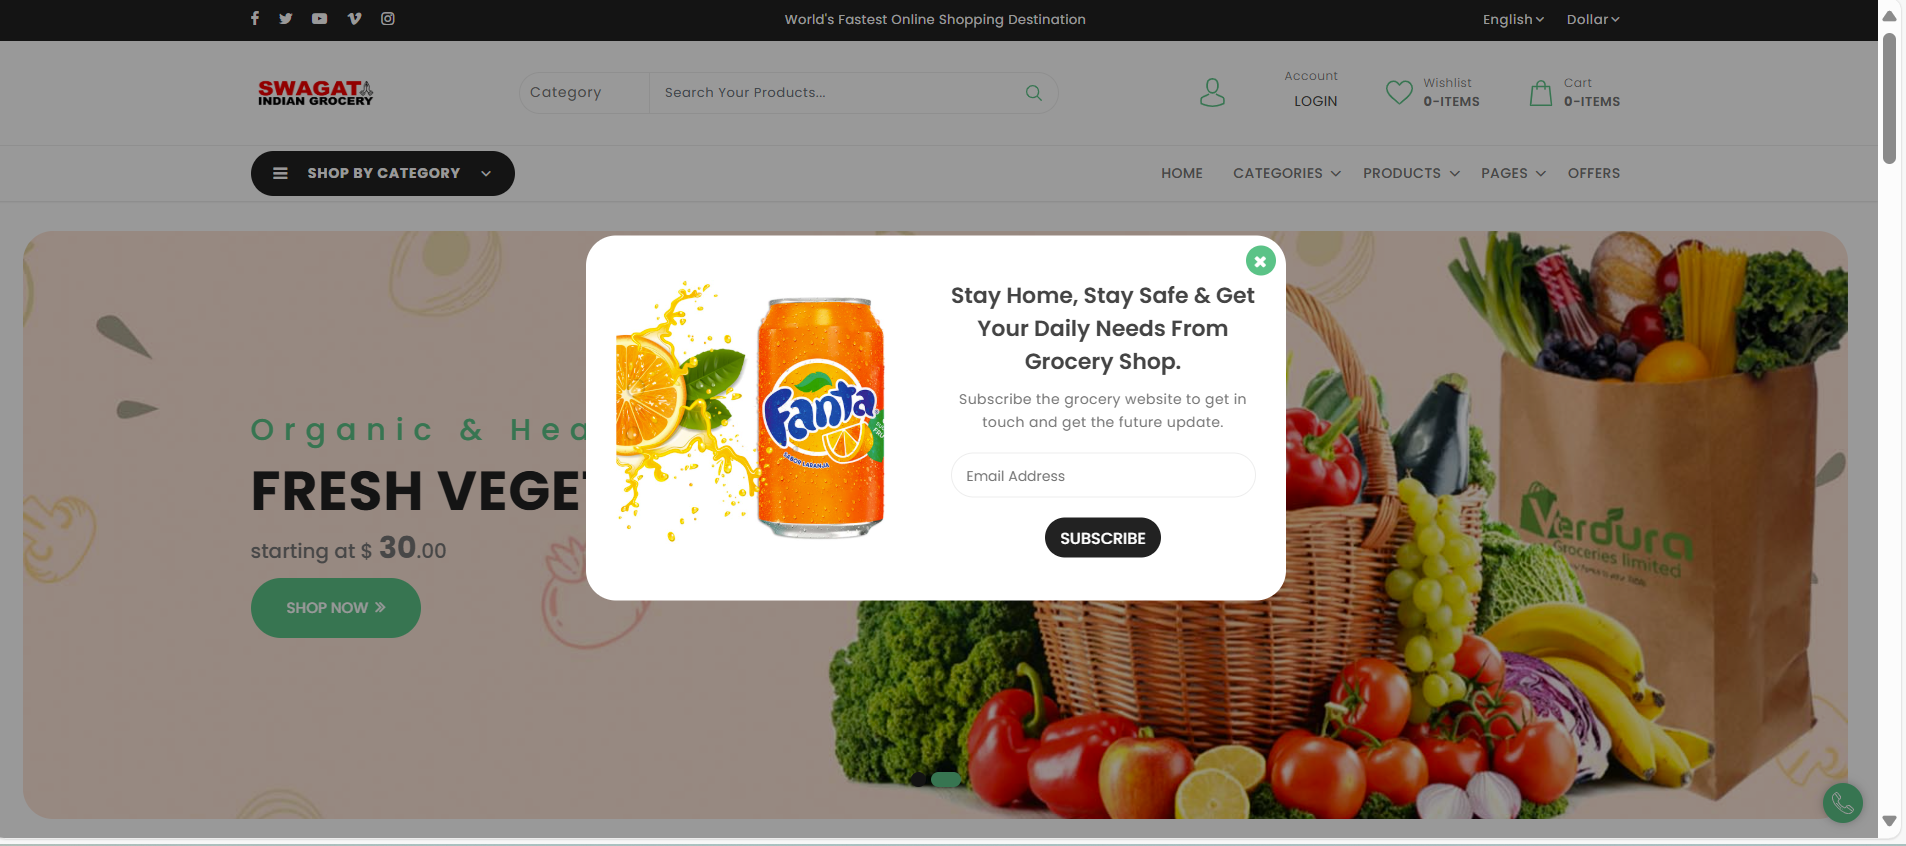 World's Fastest Online Shopping Destination
English
Dollar
SWAGAT
INDIAN GROCERY
Category
Search Your Products...
Account
LOGIN
Wishlist
0-ITEMS
Cart
0-ITEMS
SHOP BY CATEGORY
HOME
CATEGORIES
PRODUCTS
PAGES
OFFERS
Organic & Hea
FRESH VEGE
starting at $ 30.00
SHOP NOW
Fanta
SABOR LARANJA
Stay Home, Stay Safe & Get
Your Daily Needs From
Grocery Shop.
Subscribe the grocery website to get in
touch and get the future update.
Email Address
SUBSCRIBE
Verdura
Groceries limited